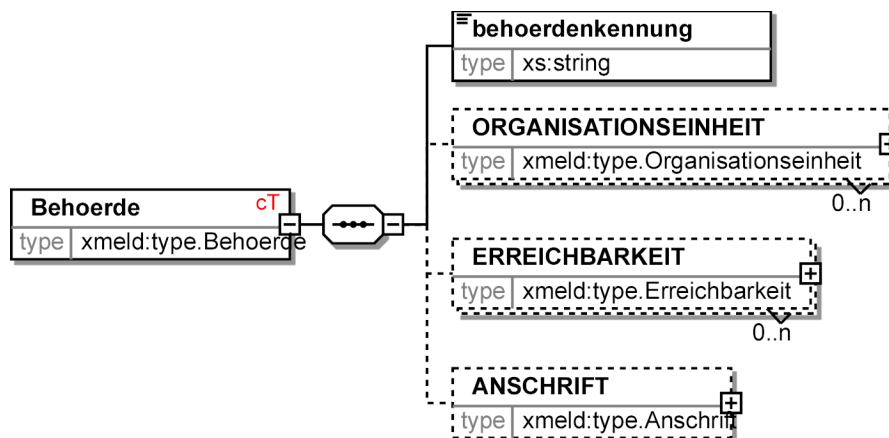 behoerdenkennung
type xs:string
ORGANISATIONSEINHEIT
type xmeld:type.Organisationseinheit
0..n
Behoerde cT
type xmeld:type.Behoerde
ERREICHBARKEIT
type xmeld:type.Erreichbarkeit
0..n
ANSCHRIFT
type xmeld:type.Anschrift